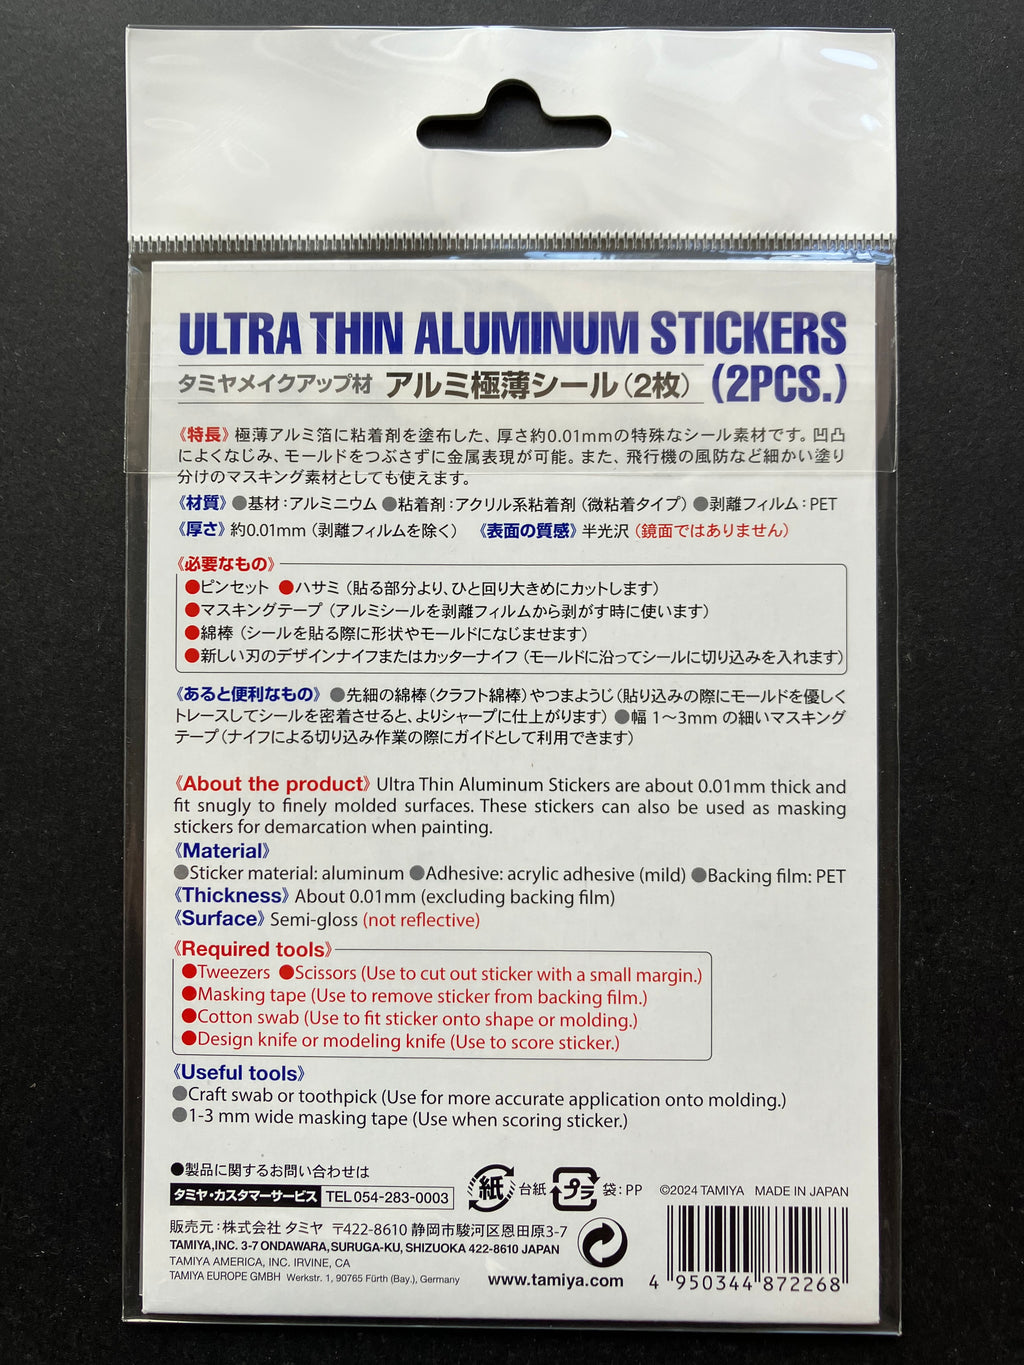 ULTRA THIN ALUMINUM STICKERS
タミヤメイクアップ材 アルミ極薄シール（2枚） (2PCS.)
《特長》極薄アルミ箔に粘着剤を塗布した、厚さ約0.01mmの特殊なシール素材です。凹凸
によくなじみ、モールドをつぶさずに金属表現が可能。また、飛行機の風防など細かい塗り
分けのマスキング素材としても使えます。
《材質》●基材：アルミニウム ●粘着剤：アクリル系粘着剤（微粘着タイプ）●剥離フィルム：PET
《厚さ》約0.01mm（剥離フィルムを除く） 《表面の質感》半光沢（鏡面ではありません）
《必要なもの》
●ピンセット ●ハサミ（貼る部分より、ひと回り大きめにカットします）
●マスキングテープ（アルミシールを剥離フィルムから剥がす時に使います）
●綿棒（シールを貼る際に形状やモールドになじませます）
●新しい刃のデザインナイフまたはカッターナイフ（モールドに沿ってシールに切り込みを入れます）
《あると便利なもの》●先細の綿棒（クラフト綿棒）やつまようじ（貼り込みの際にモールドを優しく
トレースしてシールを密着させると、よりシャープに仕上がります）●幅 1〜3mm の細いマスキング
テープ（ナイフによる切り込み作業の際にガイドとして利用できます）
《About the product》Ultra Thin Aluminum Stickers are about 0.01mm thick and
fit snugly to finely molded surfaces. These stickers can also be used as masking
stickers for demarcation when painting.
《Material》
●Sticker material: aluminum ●Adhesive: acrylic adhesive (mild) ●Backing film: PET
《Thickness》About 0.01mm (excluding backing film)
《Surface》Semi-gloss (not reflective)
《Required tools》
●Tweezers ●Scissors (Use to cut out sticker with a small margin.)
●Masking tape (Use to remove sticker from backing film.)
●Cotton swab (Use to fit sticker onto shape or molding.)
●Design knife or modeling knife (Use to score sticker.)
《Useful tools》
●Craft swab or toothpick (Use for more accurate application onto molding.)
●1-3 mm wide masking tape (Use when scoring sticker.)
●製品に関するお問い合わせは
タミヤ・カスタマーサービス TEL 054-283-0003
紙 台紙 プラ 袋：PP ©2024 TAMIYA MADE IN JAPAN
販売元：株式会社 タミヤ 〒422-8610 静岡市駿河区恩田原3-7
TAMIYA,INC. 3-7 ONDAWARA,SURUGA-KU, SHIZUOKA 422-8610 JAPAN
TAMIYA AMERICA, INC. IRVINE, CA
TAMIYA EUROPE GMBH Werkstr. 1, 90765 Fürth (Bay.), Germany
www.tamiya.com
4 950344 872268